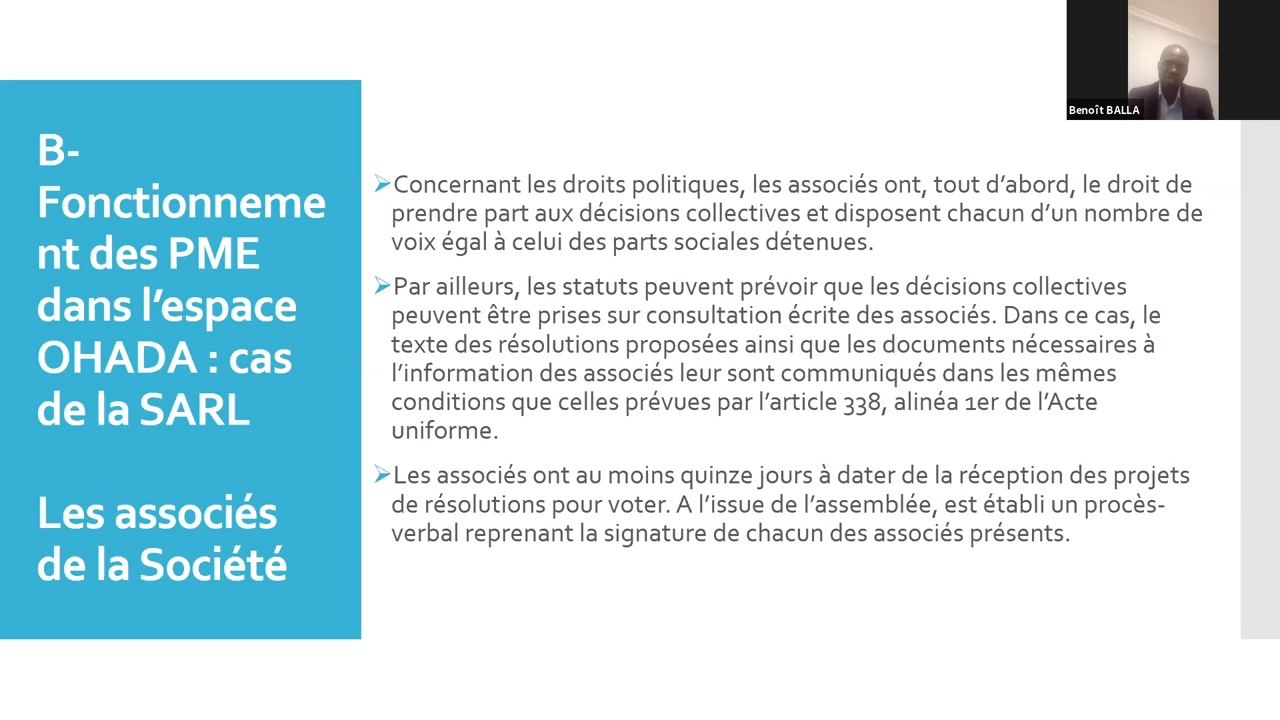 B-
Fonctionneme
nt des PME
dans l’espace
OHADA : cas
de la SARL
Les associés
de la Société
Concernant les droits politiques, les associés ont, tout d’abord, le droit de
prendre part aux décisions collectives et disposent chacun d’un nombre de
voix égal à celui des parts sociales détenues.
Par ailleurs, les statuts peuvent prévoir que les décisions collectives
peuvent être prises sur consultation écrite des associés. Dans ce cas, le
texte des résolutions proposées ainsi que les documents nécessaires à
l’information des associés leur sont communiqués dans les mêmes
conditions que celles prévues par l’article 338, alinéa 1er de l’Acte
uniforme.
Les associés ont au moins quinze jours à dater de la réception des projets
de résolutions pour voter. A l’issue de l’assemblée, est établi un procès-
verbal reprenant la signature de chacun des associés présents.
Benoît BALLA